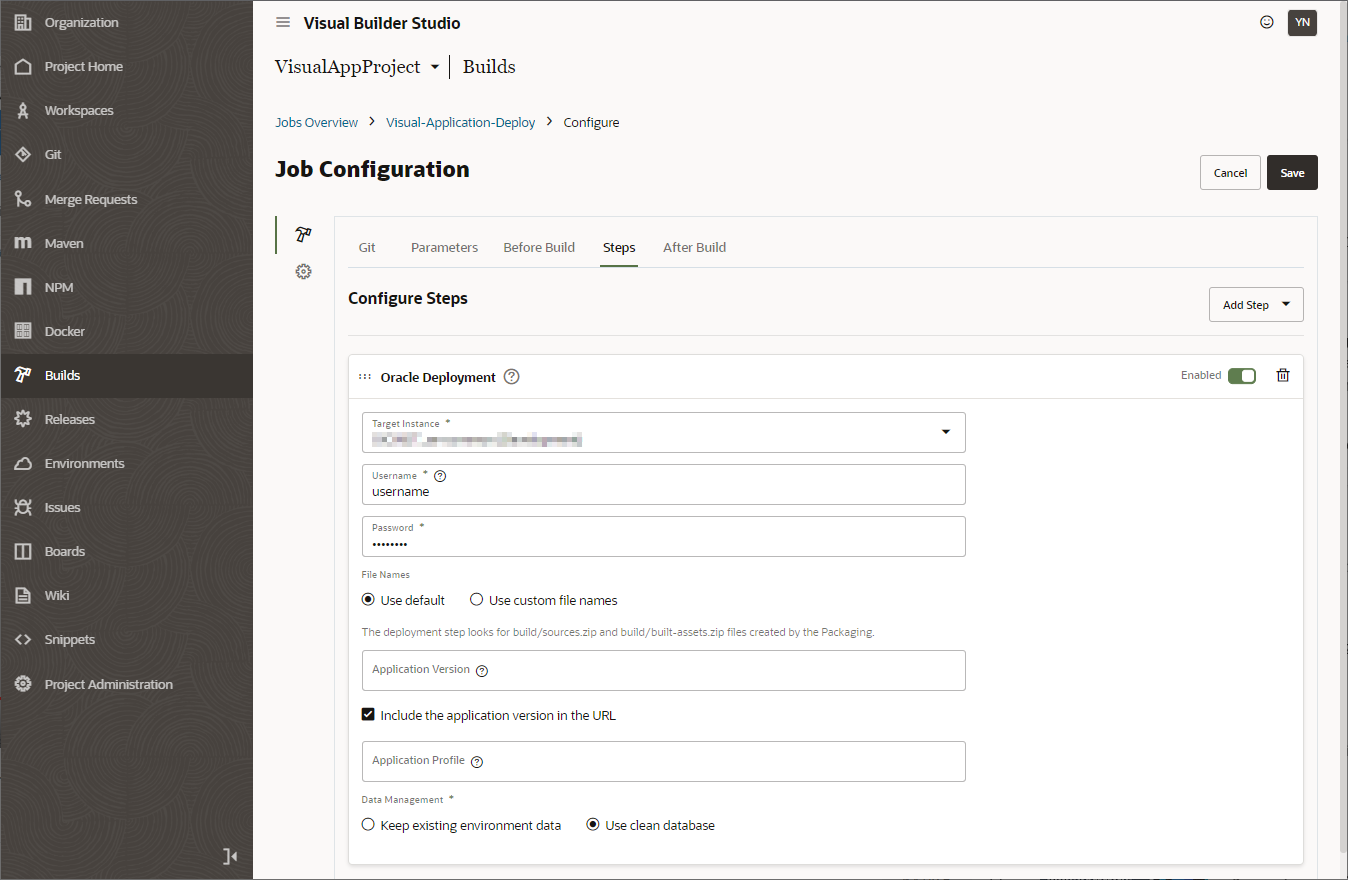 Organization
Project Home
Workspaces
Git
Merge Requests
Maven
NPM
Docker
Builds
Releases
Environments
Issues
Boards
Wiki
Snippets
Project Administration
Visual Builder Studio
YN
VisualAppProject
Builds
Jobs Overview > Visual-Application-Deploy > Configure
Job Configuration
Cancel
Save
Git
Parameters
Before Build
Steps
After Build
Configure Steps
Add Step
Oracle Deployment
Enabled
Target Instance *
Username *
username
Password *
••••••••
File Names
Use default
Use custom file names
The deployment step looks for build/sources.zip and build/built-assets.zip files created by the Packaging.
Application Version
Include the application version in the URL
Application Profile
Data Management *
Keep existing environment data
Use clean database